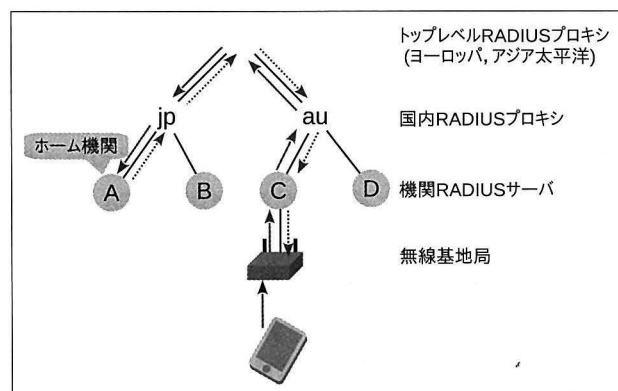 トップレベルRADIUSプロキシ
(ヨーロッパ，アジア太平洋)
jp
au
国内RADIUSプロキシ
ホーム機関
A
B
C
D
機関RADIUSサーバ
無線基地局